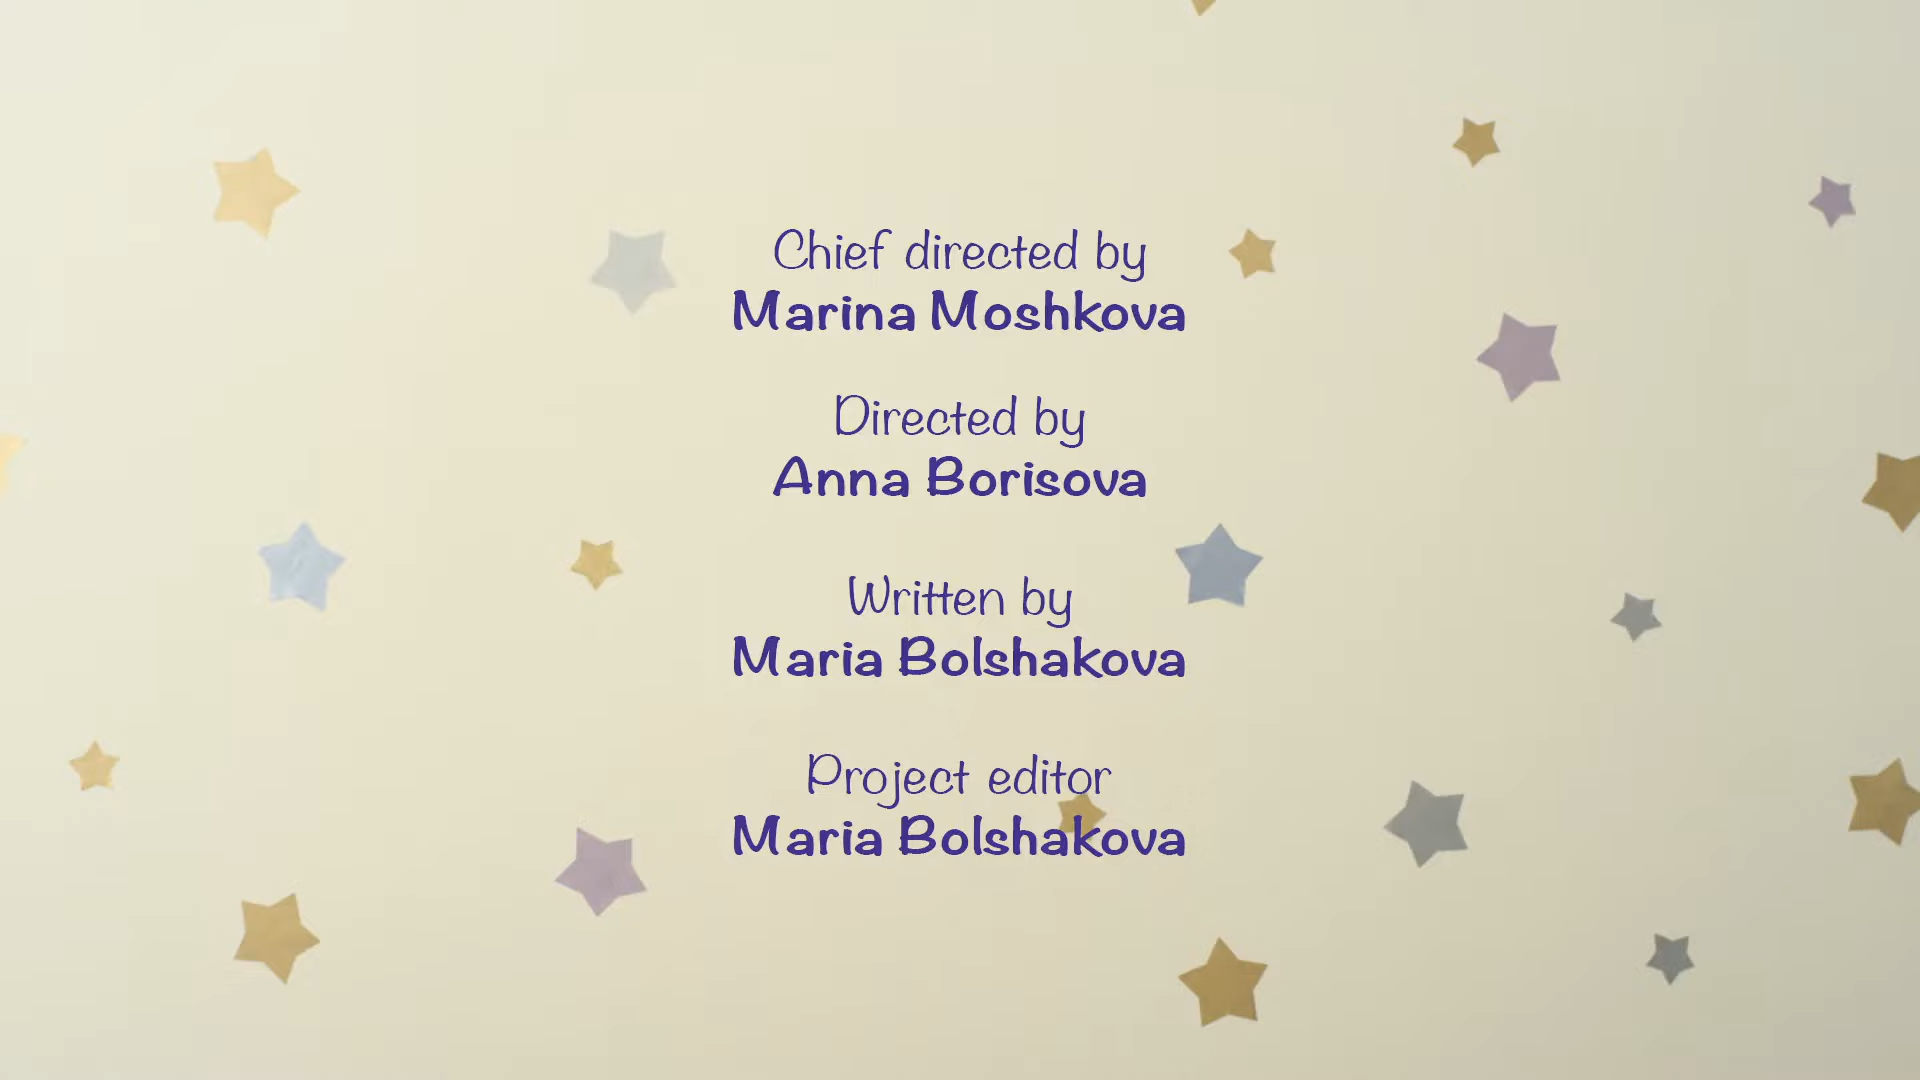 Chief directed by
Marina Moshkova
Directed by
Anna Borisova
Written by
Maria Bolshakova
Project editor
Maria Bolshakova